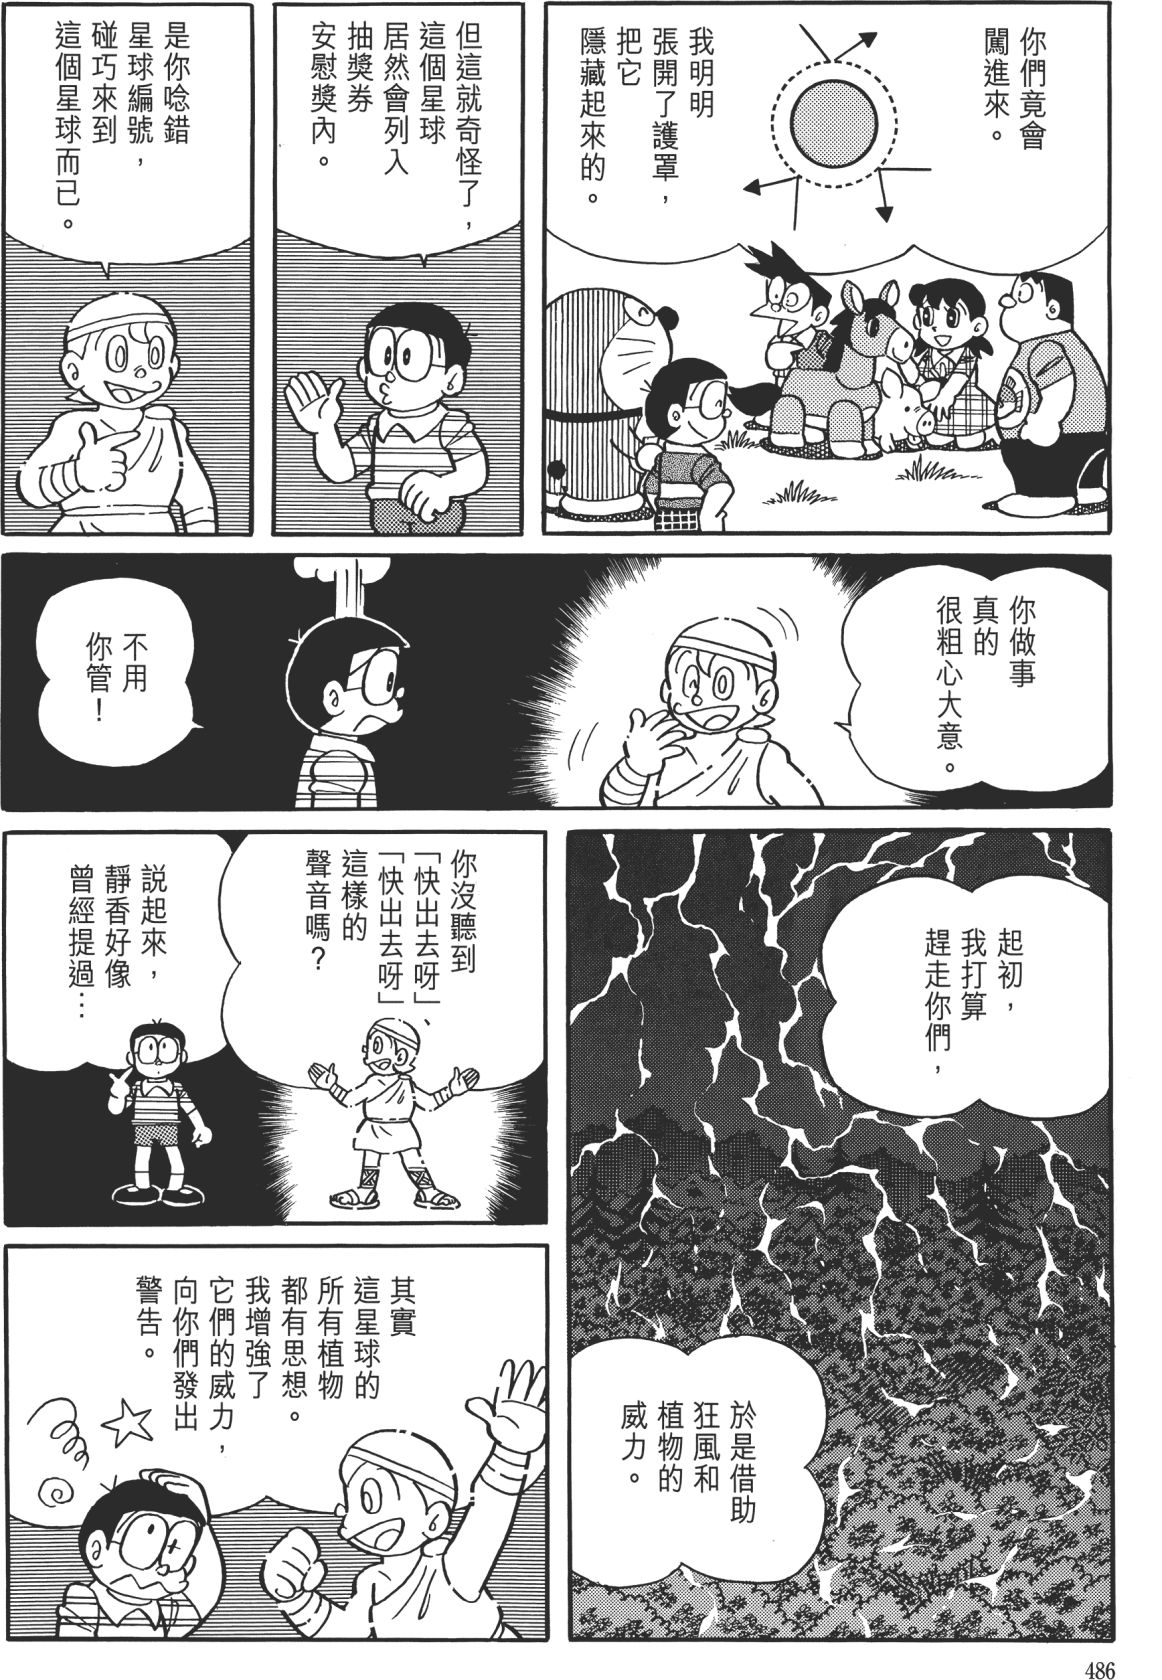 你們竟會
闖進來。
我明明
張開了護罩，
把它
隱藏起來的。
但這就奇怪了，
這個星球
居然會列入
抽獎券
安慰獎內。
是你唸錯
星球編號，
碰巧來到
這個星球而已。
你做事
真的
很粗心大意。
不用
你管！
起初，
我打算
趕走你們，
於是借助
狂風和
植物的
威力。
你沒聽到
「快出去呀」、
「快出去呀」
這樣的
聲音嗎？
說起來，
靜香好像
曾經提過…
其實
這星球的
所有植物
都有思想。
我增強了
它們的威力，
向你們發出
警告。
486